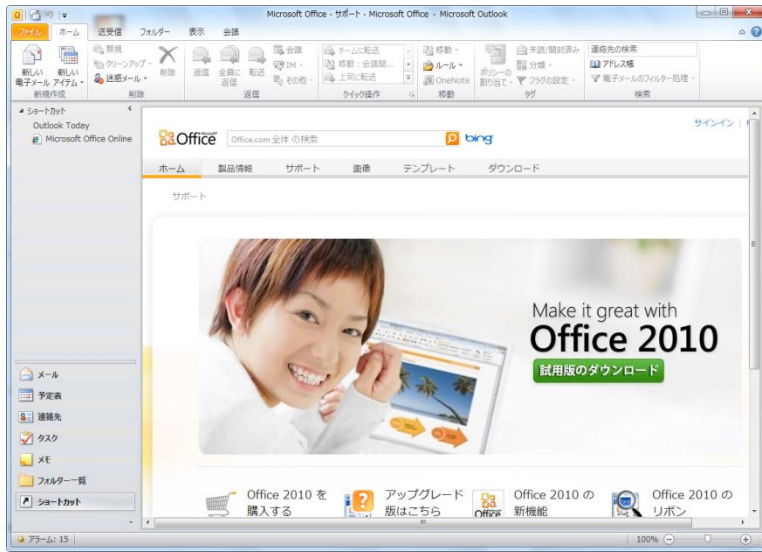 Microsoft Office - サポート - Microsoft Office - Microsoft Outlook
ファイル ホーム 送受信 フォルダー 表示 会議
新しい電子メール
新しいアイテム
新規作成
無視
クリーンアップ
迷惑メール
削除
削除
返信
全員に返信
転送
会議
IM
その他
返信
チームに転送
移動: 会議開...
上司に転送
クイック操作
移動
ルール
OneNote
移動
ポリシーの割り当て
未読/開封済み
分類
フラグの設定
タグ
連絡先の検索
アドレス帳
電子メールのフィルター処理
検索
ショートカット
Outlook Today
Microsoft Office Online
サインイン
Office
Office.com 全体 の検索
bing
ホーム 製品情報 サポート 画像 テンプレート ダウンロード
サポート
Make it great with
Office 2010
試用版のダウンロード
メール
予定表
連絡先
タスク
メモ
フォルダー一覧
ショートカット
Office 2010 を
購入する
アップグレード
版はこちら
Office 2010 の
新機能
Office 2010 の
リボン
アラーム: 15
100%